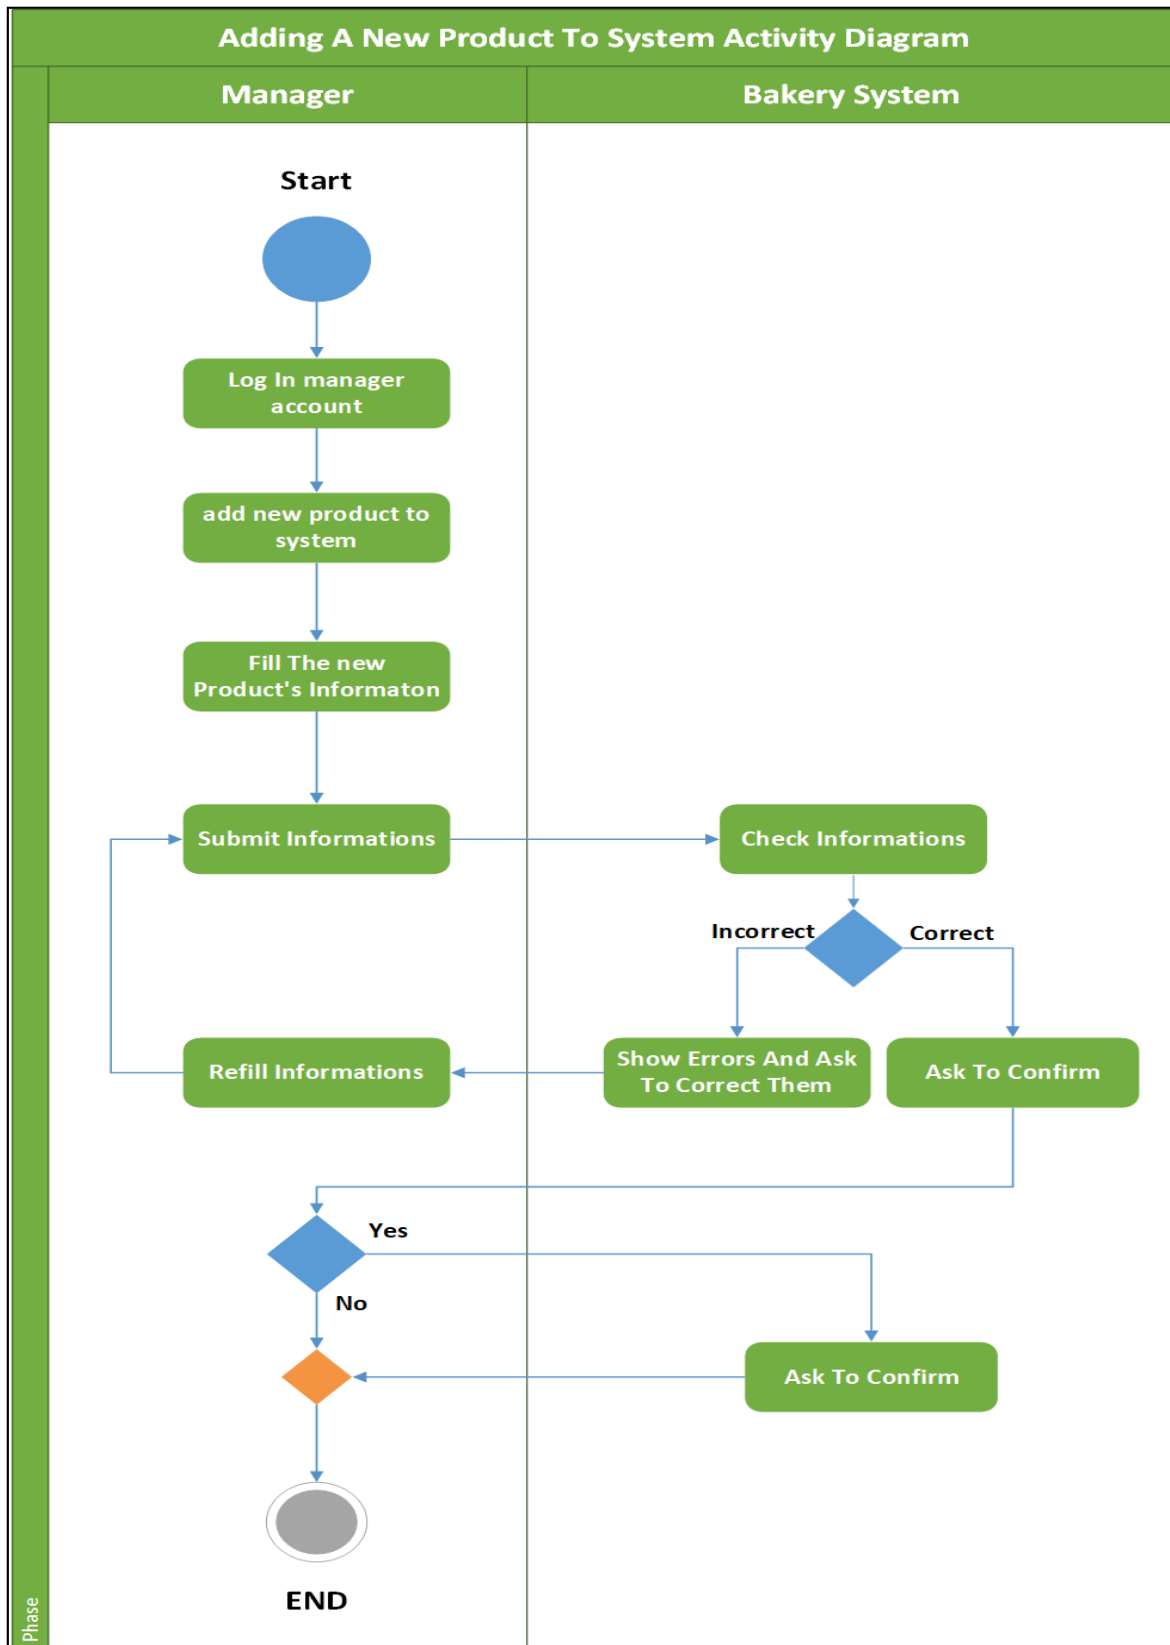 Adding A New Product To System Activity Diagram
Manager
Bakery System
Start
Log In manager
account
add new product to
system
Fill The new
Product's Informaton
Submit Informations
Check Informations
Incorrect
Correct
Refill Informations
Show Errors And Ask
To Correct Them
Ask To Confirm
Yes
No
Ask To Confirm
END
Phase